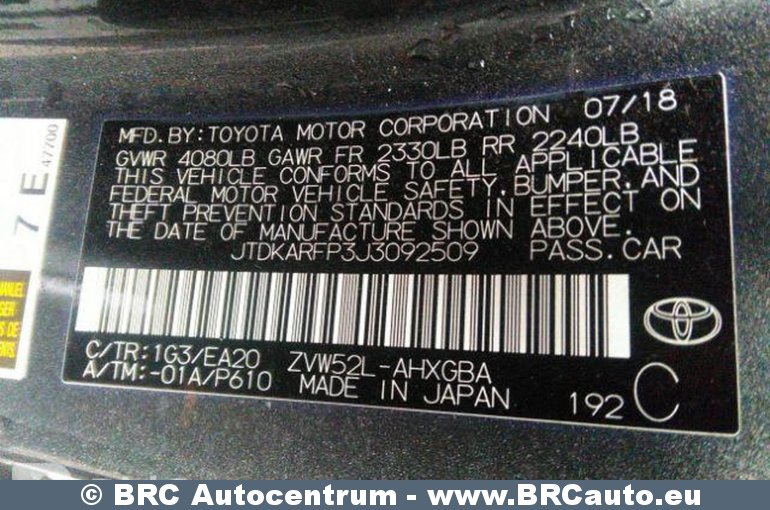 07/18
MFD. BY: TOYOTA MOTOR CORPORATION
GVWR 4080LB GAWR FR 2330LB RR 2240LB
THIS VEHICLE CONFORMS TO ALL APPLICABLE
FEDERAL MOTOR VEHICLE SAFETY, BUMPER, AND
THEFT PREVENTION STANDARDS IN EFFECT ON
THE DATE OF MANUFACTURE SHOWN ABOVE.
JTDKARFP3J3092509 PASS.CAR
C/TR:1G3/EA20 ZVW52L-AHXGBA
A/TM:-01A/P610 MADE IN JAPAN
192 C
7 E
47700
MANUEL
© BRC Autocentrum - www.BRCauto.eu